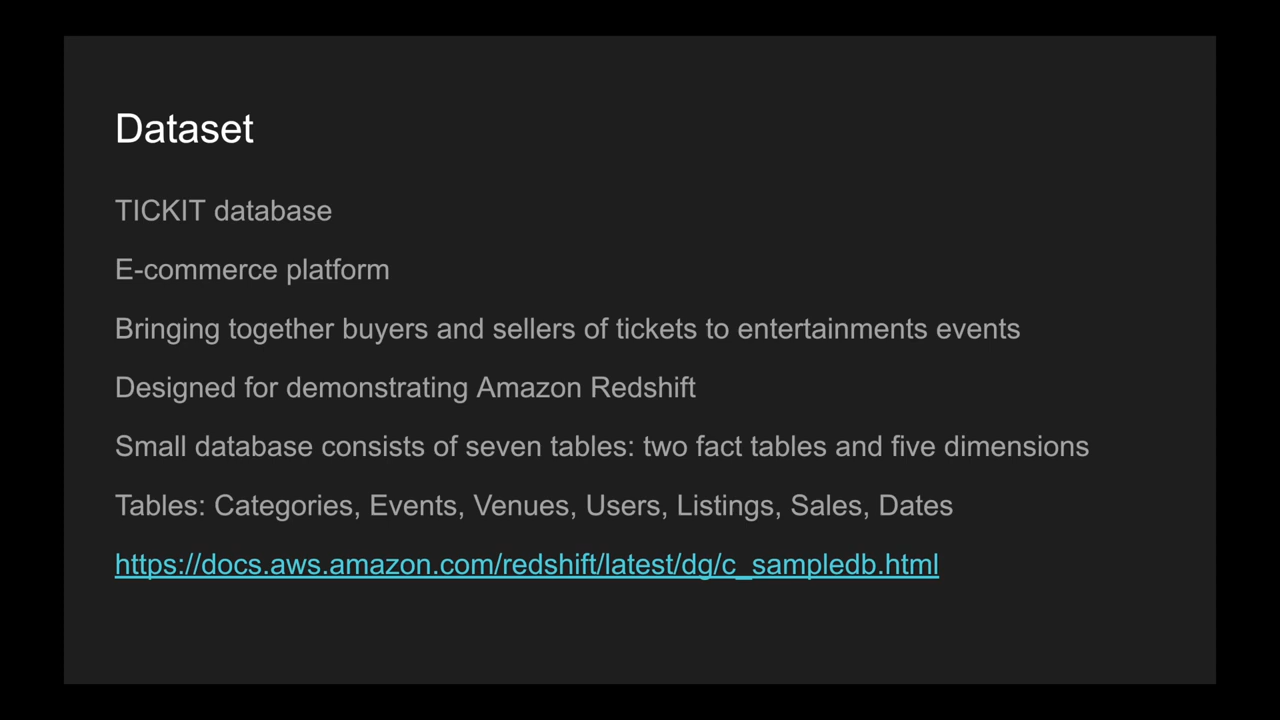 Dataset
TICKIT database
E-commerce platform
Bringing together buyers and sellers of tickets to entertainments events
Designed for demonstrating Amazon Redshift
Small database consists of seven tables: two fact tables and five dimensions
Tables: Categories, Events, Venues, Users, Listings, Sales, Dates
https://docs.aws.amazon.com/redshift/latest/dg/c_sampledb.html